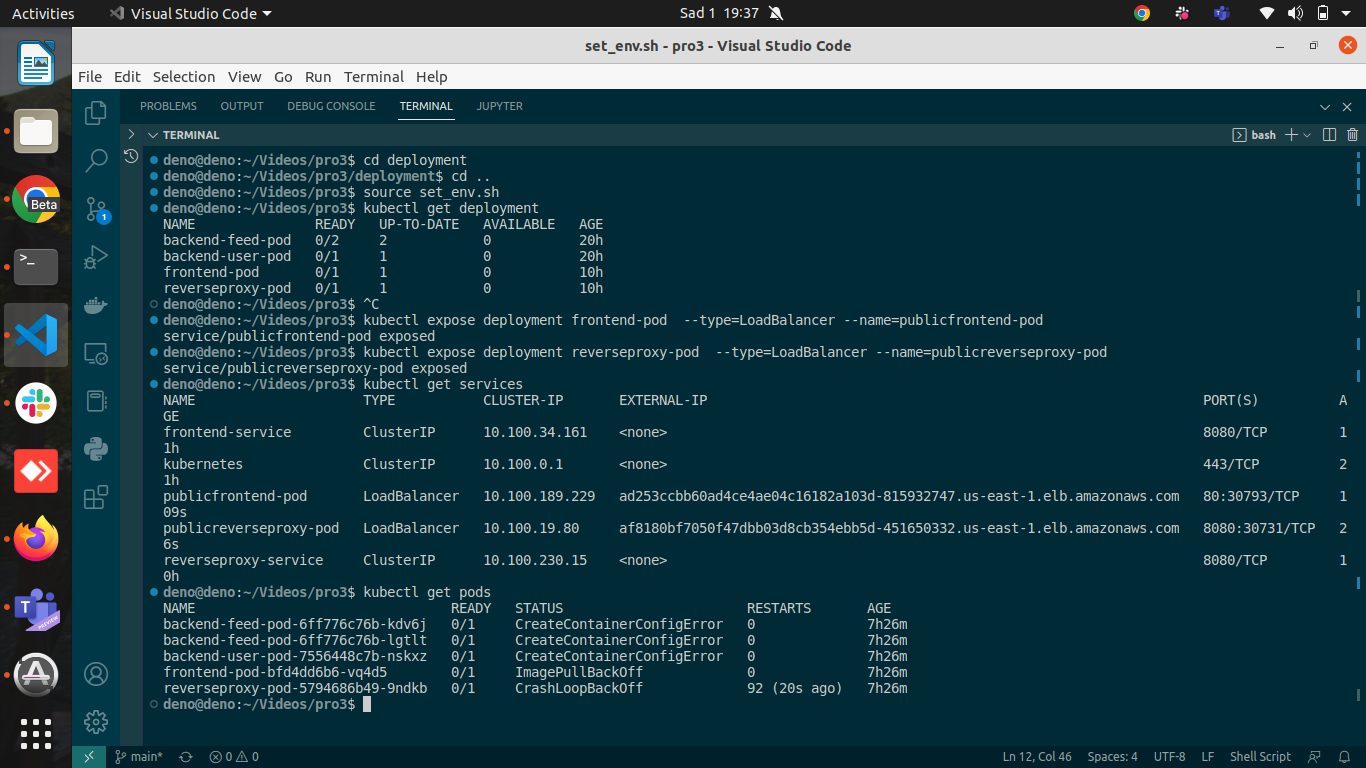 Activities
Visual Studio Code
Sad 1 19:37
set_env.sh - pro3 - Visual Studio Code
File Edit Selection View Go Run Terminal Help
PROBLEMS OUTPUT DEBUG CONSOLE TERMINAL JUPYTER
TERMINAL
bash
deno@deno:~/Videos/pro3$ cd deployment
deno@deno:~/Videos/pro3/deployment$ cd ..
deno@deno:~/Videos/pro3$ source set_env.sh
deno@deno:~/Videos/pro3$ kubectl get deployment
NAME READY UP-TO-DATE AVAILABLE AGE
backend-feed-pod 0/2 2 0 20h
backend-user-pod 0/1 1 0 20h
frontend-pod 0/1 1 0 10h
reverseproxy-pod 0/1 1 0 10h
deno@deno:~/Videos/pro3$ ^C
deno@deno:~/Videos/pro3$ kubectl expose deployment frontend-pod  --type=LoadBalancer --name=publicfrontend-pod
service/publicfrontend-pod exposed
deno@deno:~/Videos/pro3$ kubectl expose deployment reverseproxy-pod  --type=LoadBalancer --name=publicreverseproxy-pod
service/publicreverseproxy-pod exposed
deno@deno:~/Videos/pro3$ kubectl get services
NAME TYPE CLUSTER-IP EXTERNAL-IP PORT(S) A
GE
frontend-service ClusterIP 10.100.34.161 <none> 8080/TCP 1
1h
kubernetes ClusterIP 10.100.0.1 <none> 443/TCP 2
1h
publicfrontend-pod LoadBalancer 10.100.189.229 ad253ccbb60ad4ce4ae04c16182a103d-815932747.us-east-1.elb.amazonaws.com 80:30793/TCP 1
09s
publicreverseproxy-pod LoadBalancer 10.100.19.80 af8180bf7050f47dbb03d8cb354ebb5d-451650332.us-east-1.elb.amazonaws.com 8080:30731/TCP 2
6s
reverseproxy-service ClusterIP 10.100.230.15 <none> 8080/TCP 1
0h
deno@deno:~/Videos/pro3$ kubectl get pods
NAME READY STATUS RESTARTS AGE
backend-feed-pod-6ff776c76b-kdv6j 0/1 CreateContainerConfigError 0 7h26m
backend-feed-pod-6ff776c76b-lgtlt 0/1 CreateContainerConfigError 0 7h26m
backend-user-pod-7556448c7b-nskxz 0/1 CreateContainerConfigError 0 7h26m
frontend-pod-bfd4dd6b6-vq4d5 0/1 ImagePullBackOff 0 7h26m
reverseproxy-pod-5794686b49-9ndkb 0/1 CrashLoopBackOff 92 (20s ago) 7h26m
deno@deno:~/Videos/pro3$
Beta
>_
1
T
PREVIEW
main*
0
0
Ln 12, Col 46
Spaces: 4
UTF-8
LF
Shell Script